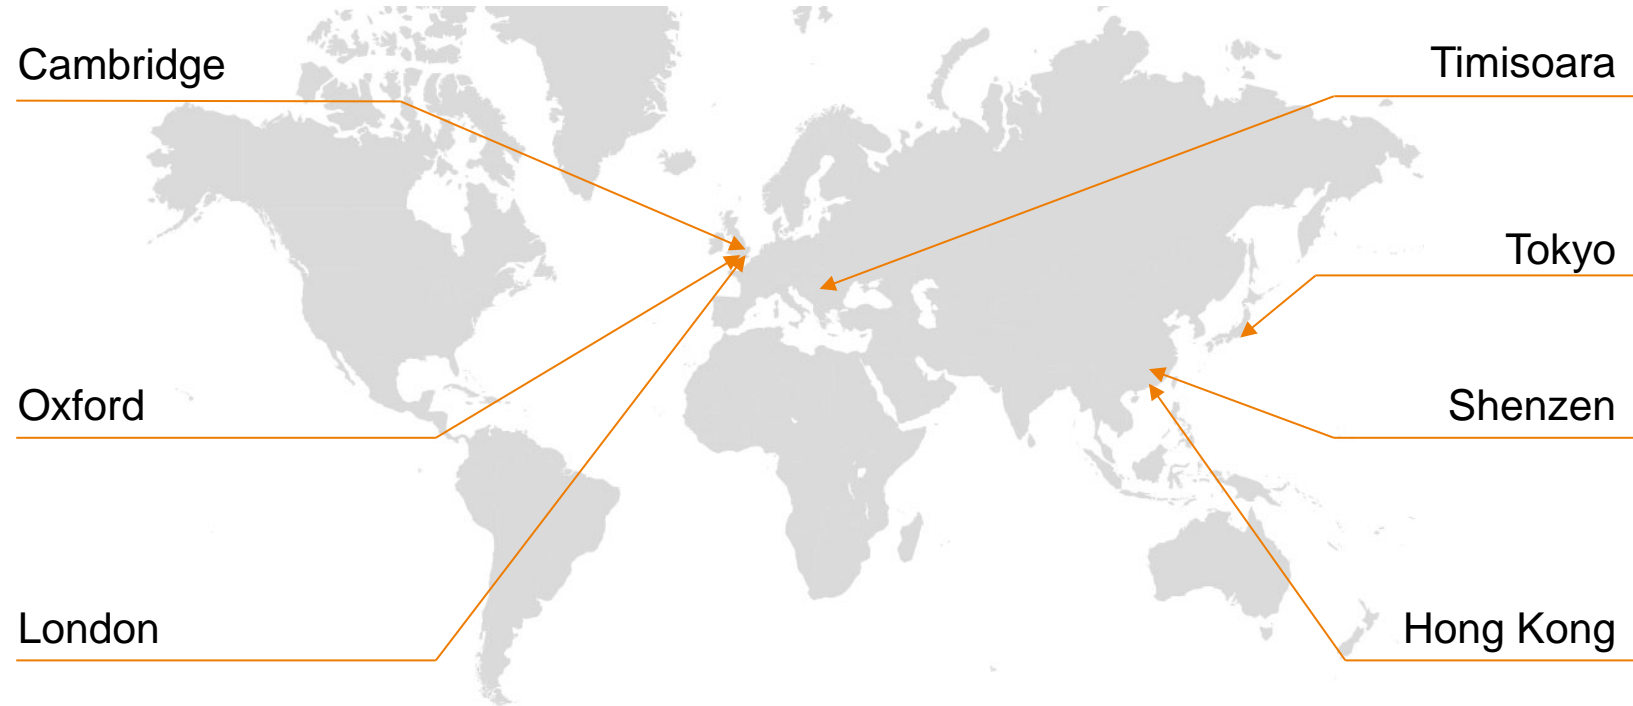 Cambridge
Timisoara
Tokyo
Oxford
Shenzen
London
Hong Kong